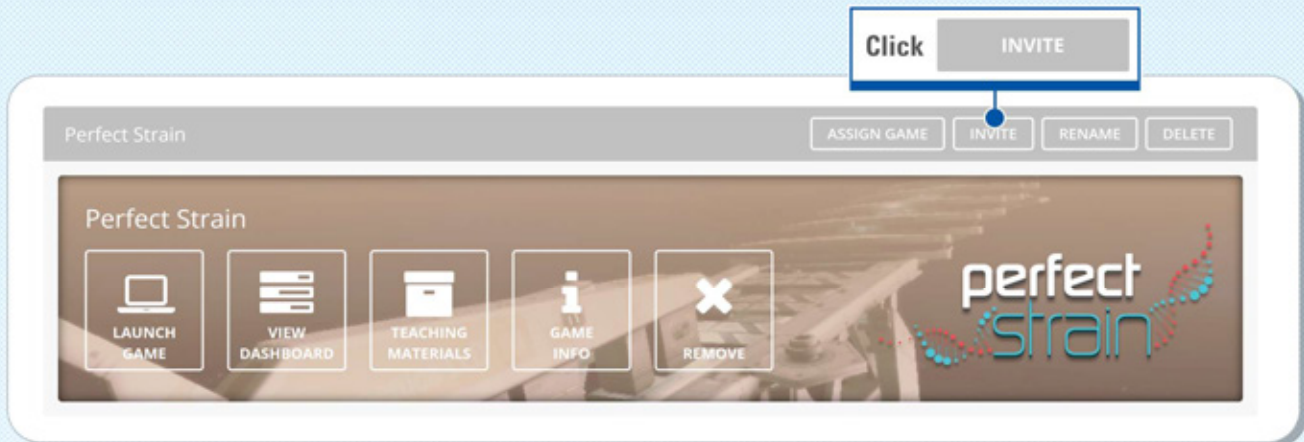 Click INVITE
Perfect Strain ASSIGN GAME INVITE RENAME DELETE
Perfect Strain
LAUNCH GAME
VIEW DASHBOARD
TEACHING MATERIALS
GAME INFO
REMOVE
perfect
strain